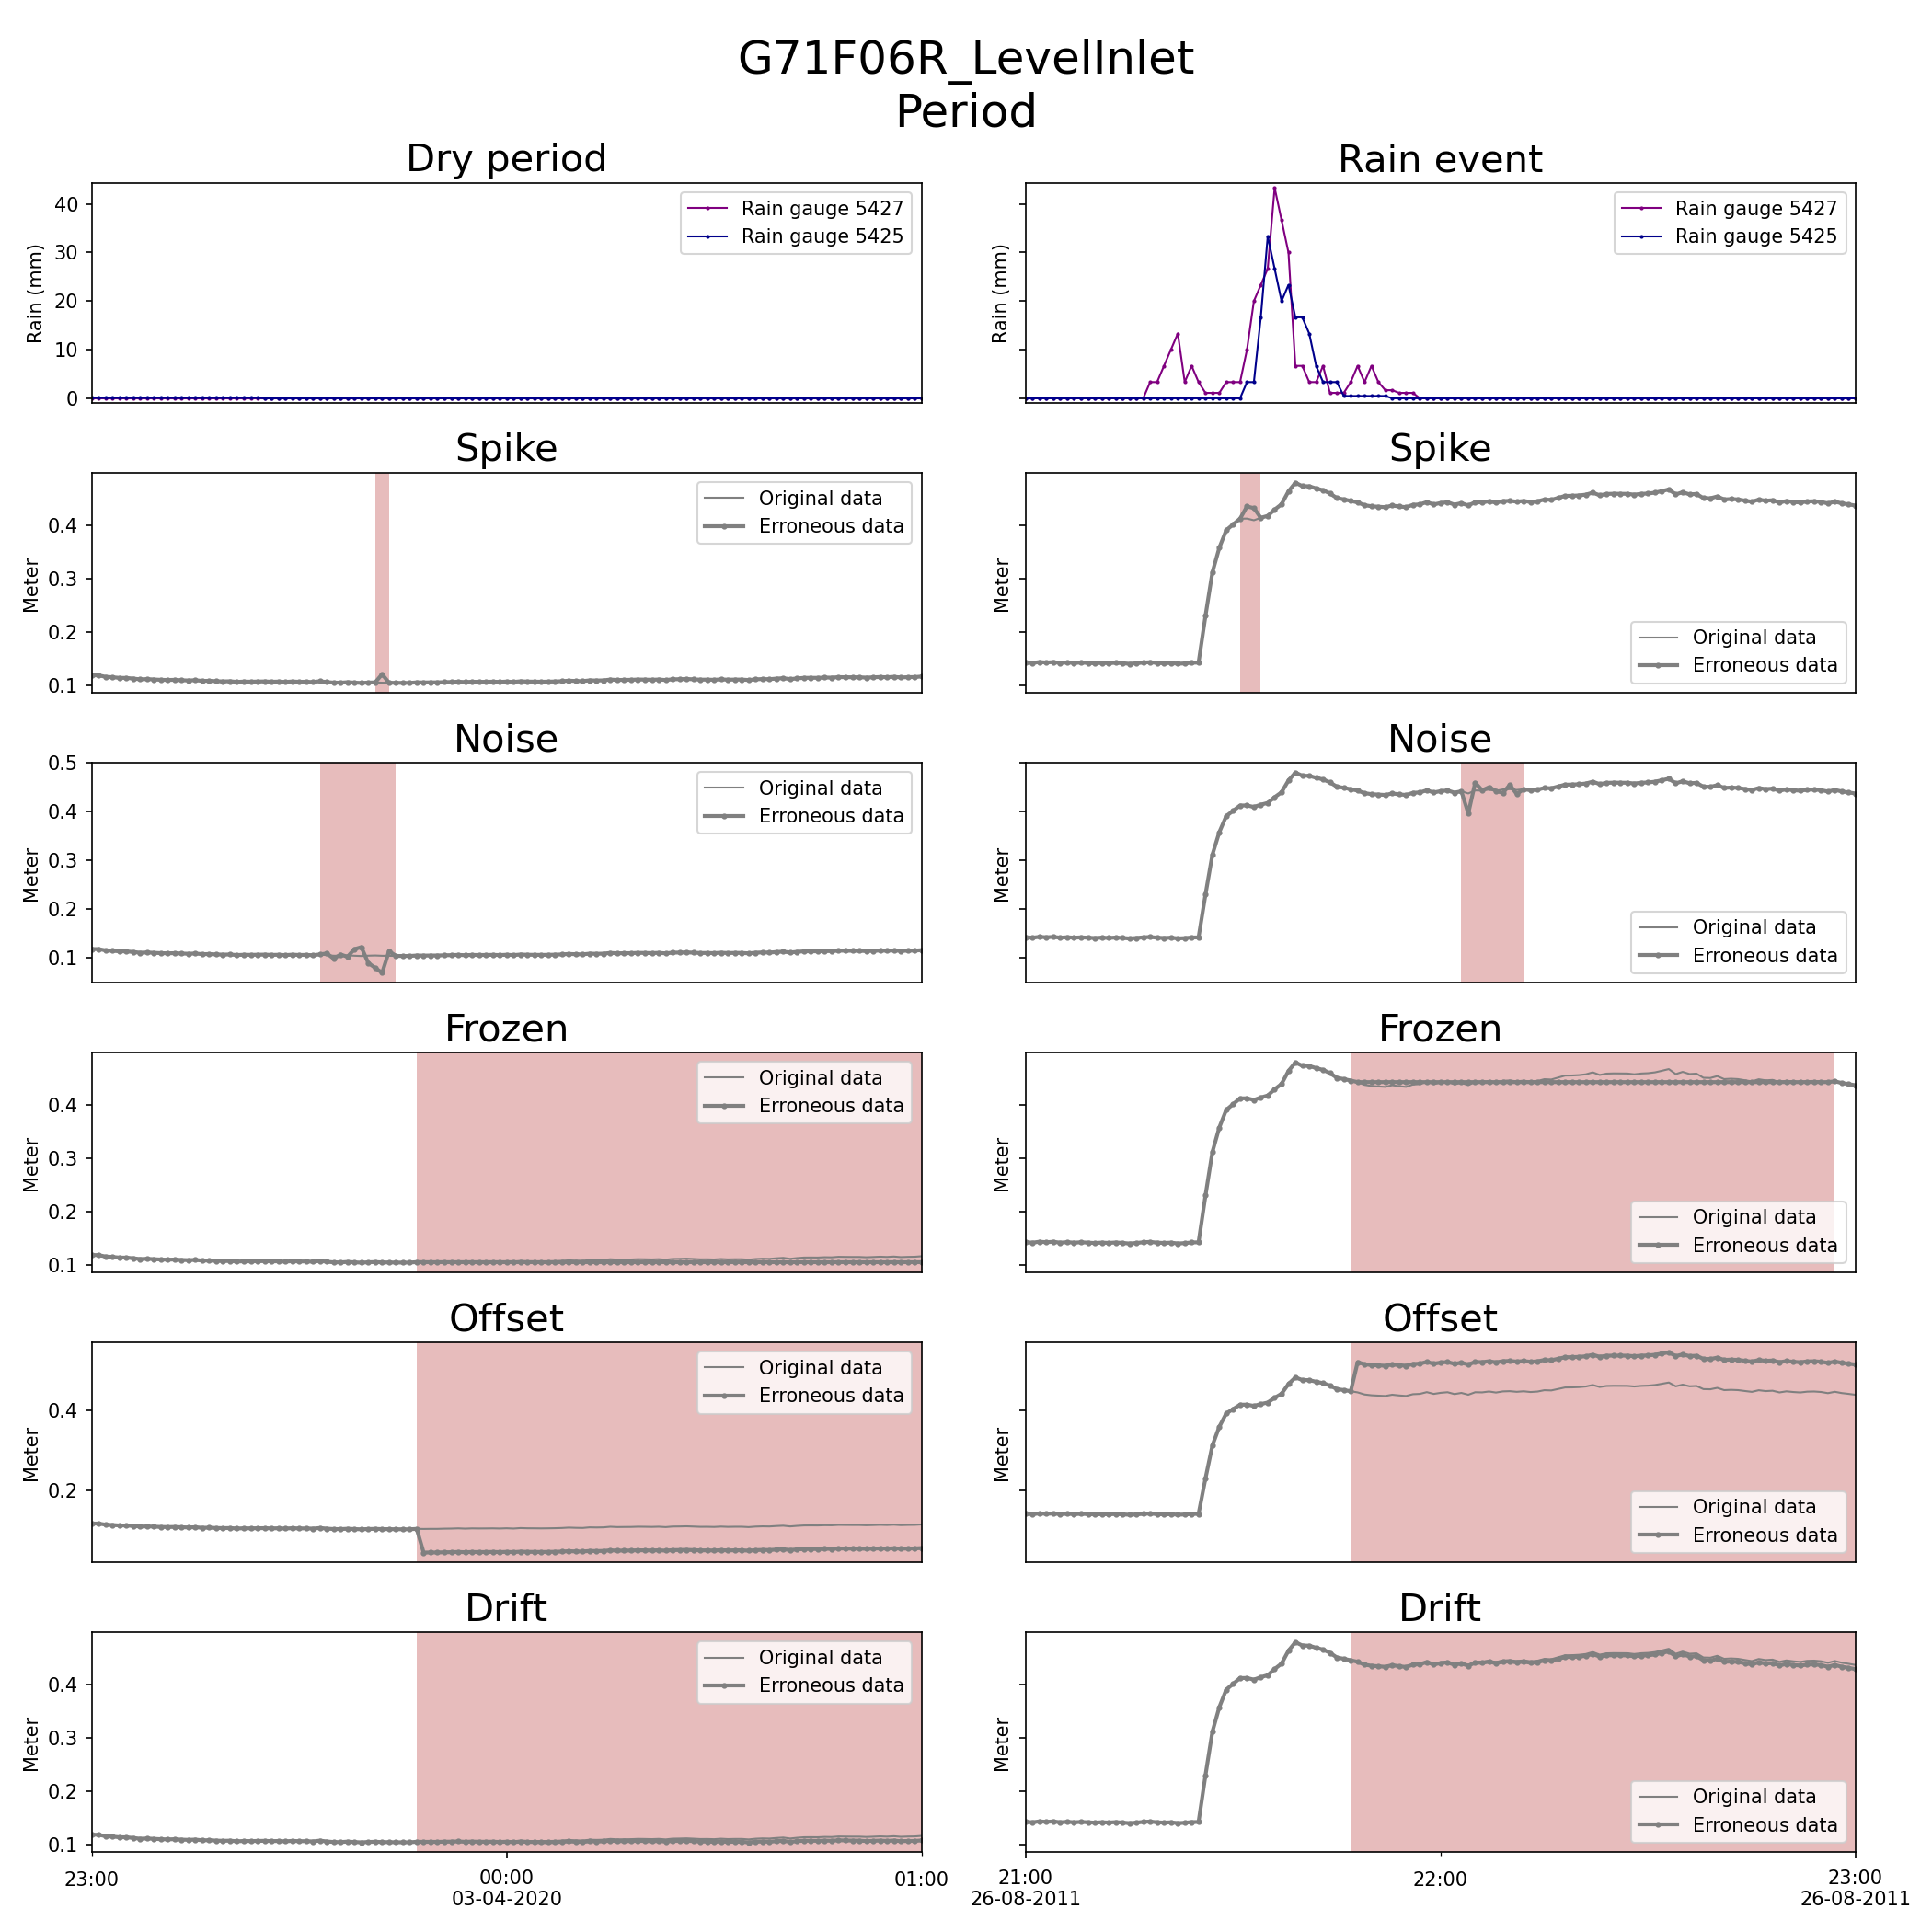 G71F06R_LevelInlet
Period
Dry period
Rain event
Rain (mm)
40
30
20
10
0
Rain gauge 5427
Rain gauge 5425
Rain (mm)
Rain gauge 5427
Rain gauge 5425
Spike
Spike
Meter
0.4
0.3
0.2
0.1
Original data
Erroneous data
Meter
Original data
Erroneous data
Noise
Noise
Meter
0.5
0.4
0.3
0.2
0.1
Original data
Erroneous data
Meter
Original data
Erroneous data
Frozen
Frozen
Meter
0.4
0.3
0.2
0.1
Original data
Erroneous data
Meter
Original data
Erroneous data
Offset
Offset
Meter
0.4
0.2
Original data
Erroneous data
Meter
Original data
Erroneous data
Drift
Drift
Meter
0.4
0.3
0.2
0.1
Original data
Erroneous data
Meter
Original data
Erroneous data
23:00
00:00
03-04-2020
01:00
21:00
26-08-2011
22:00
23:00
26-08-2011